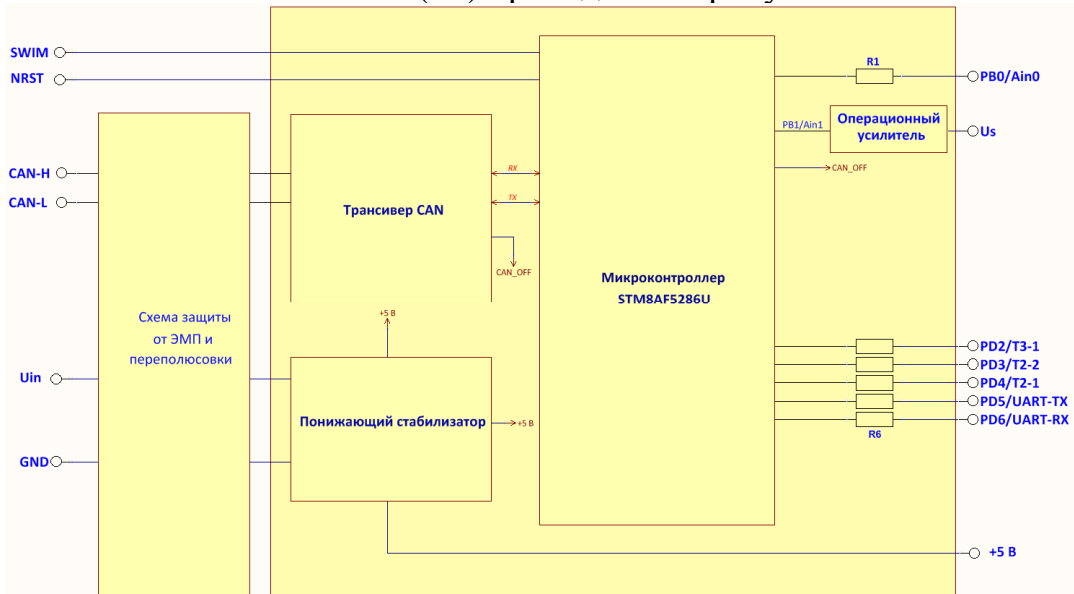 SWIM
NRST
R1
PB0/Ain0
PB1/Ain1
Операционный
усилитель
Us
CAN_OFF
CAN-H
CAN-L
RX
TX
Трансивер CAN
CAN_OFF
Микроконтроллер
STM8AF5286U
Схема защиты
от ЭМП и
переполюсовки
+5 В
Uin
Понижающий стабилизатор
+5 В
GND
PD2/T3-1
PD3/T2-2
PD4/T2-1
PD5/UART-TX
PD6/UART-RX
R6
+5 В